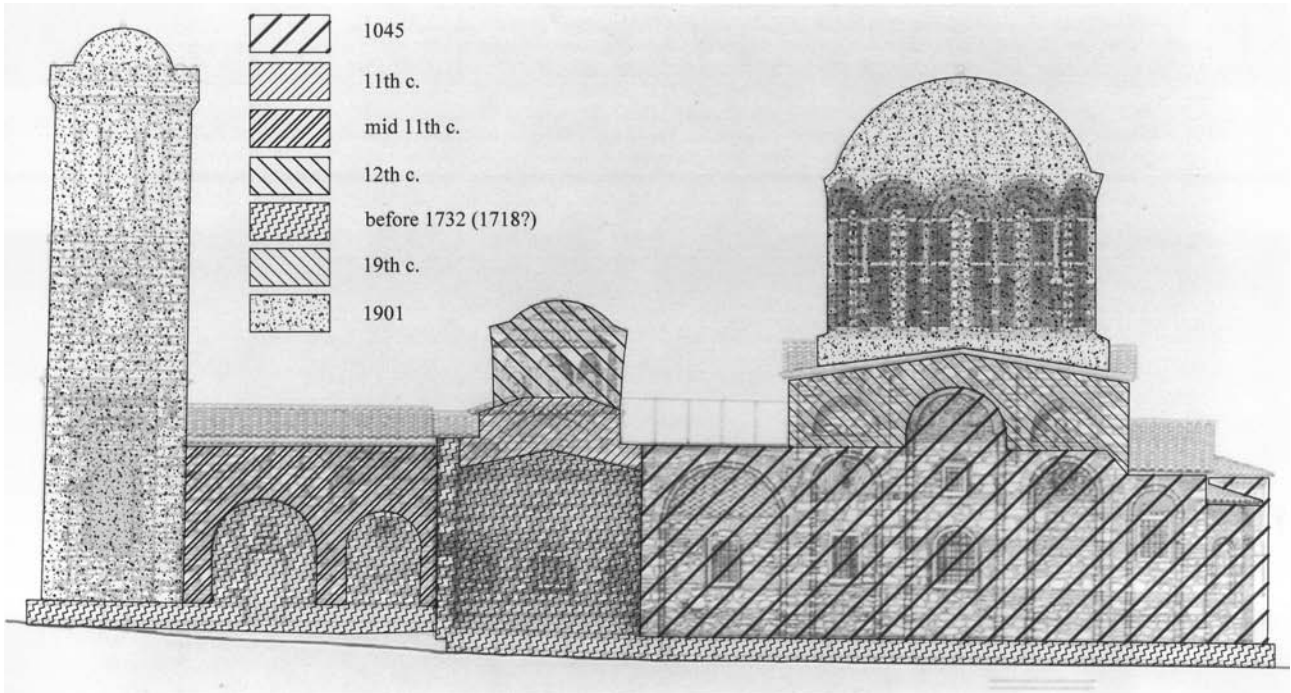 1045
11th c.
mid 11th c.
12th c.
before 1732 (1718?)
19th c.
1901